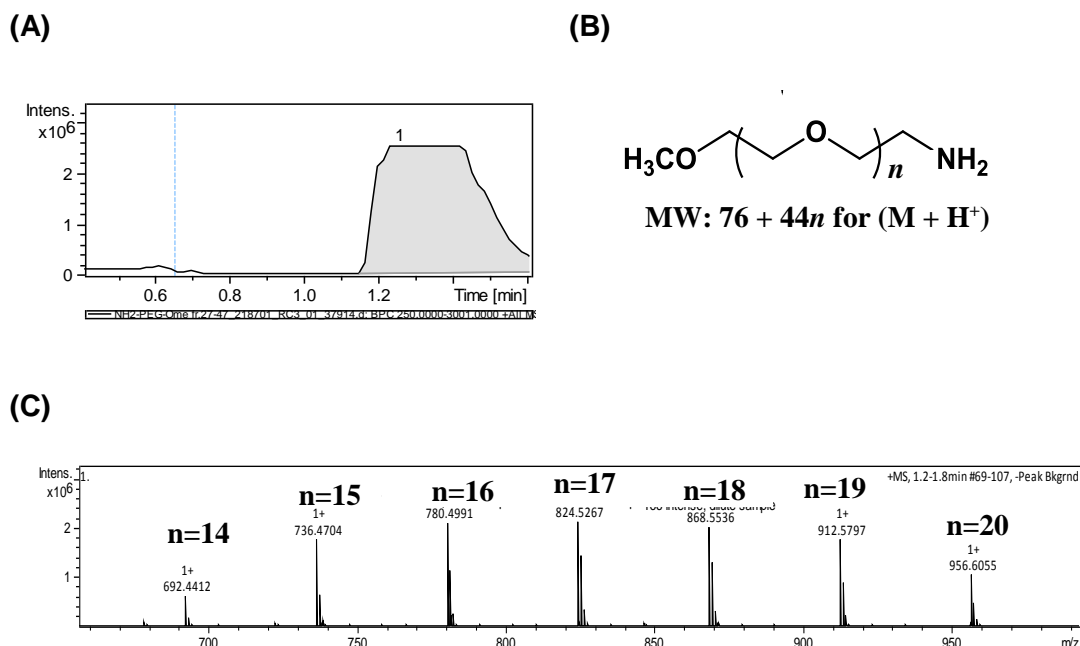 (A)
(B)
Intens.
x10⁶
1
2
1
0
0.6 0.8 1.0 1.2 Time [min]
NH2-PEG-Ome fr.27-47_218701_RC3_01_37914.d: BPC 250.0000-3001.0000 +All MS
H₃CO ( O )n NH₂
MW: 76 + 44n for (M + H⁺)
(C)
Intens.
x10⁶
1.
+MS, 1.2-1.8min #69-107, -Peak Bkgrnd
n=14
1+
692.4412
n=15
1+
736.4704
n=16
780.4991
n=17
824.5267
n=18
868.5536
n=19
1+
912.5797
n=20
1+
956.6055
2
1
700 750 800 850 900 950 m/z